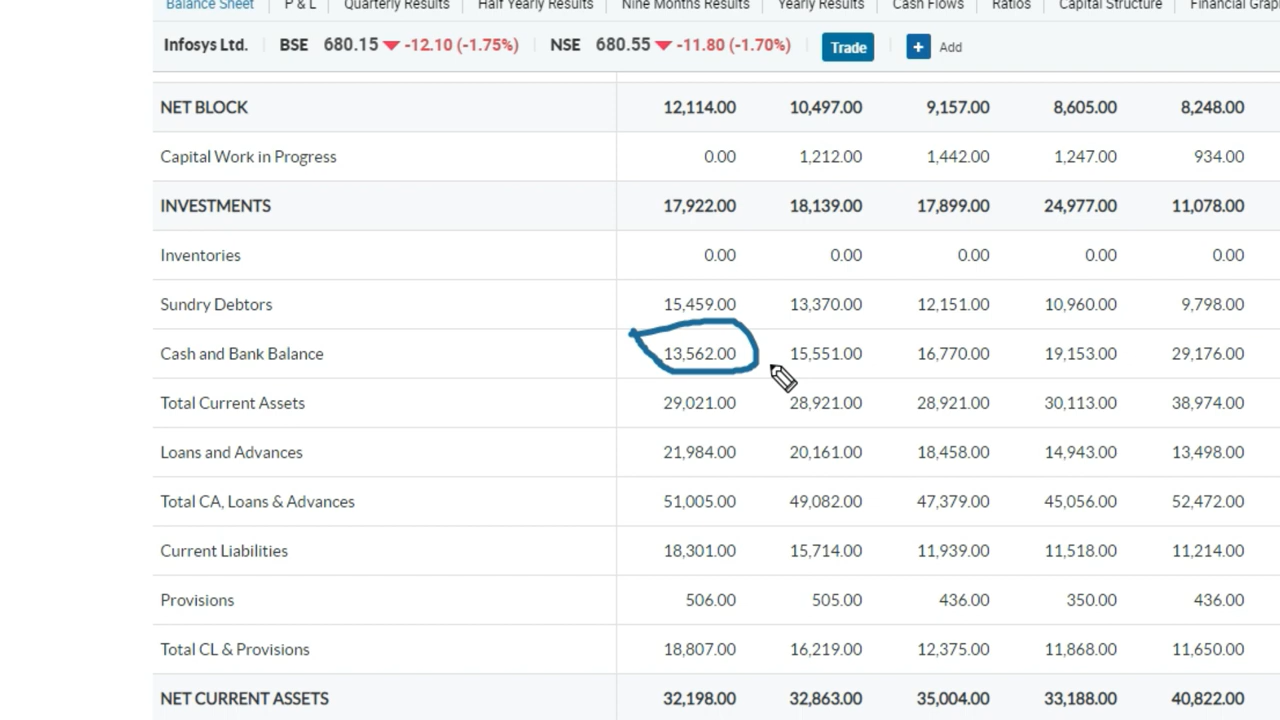 Balance Sheet P & L Quarterly Results Half Yearly Results Nine Months Results Yearly Results Cash Flows Ratios Capital Structure Financial Grap
Infosys Ltd. BSE 680.15 -12.10 (-1.75%) NSE 680.55 -11.80 (-1.70%) Trade + Add
NET BLOCK 12,114.00 10,497.00 9,157.00 8,605.00 8,248.00
Capital Work in Progress 0.00 1,212.00 1,442.00 1,247.00 934.00
INVESTMENTS 17,922.00 18,139.00 17,899.00 24,977.00 11,078.00
Inventories 0.00 0.00 0.00 0.00 0.00
Sundry Debtors 15,459.00 13,370.00 12,151.00 10,960.00 9,798.00
Cash and Bank Balance 13,562.00 15,551.00 16,770.00 19,153.00 29,176.00
Total Current Assets 29,021.00 28,921.00 28,921.00 30,113.00 38,974.00
Loans and Advances 21,984.00 20,161.00 18,458.00 14,943.00 13,498.00
Total CA, Loans & Advances 51,005.00 49,082.00 47,379.00 45,056.00 52,472.00
Current Liabilities 18,301.00 15,714.00 11,939.00 11,518.00 11,214.00
Provisions 506.00 505.00 436.00 350.00 436.00
Total CL & Provisions 18,807.00 16,219.00 12,375.00 11,868.00 11,650.00
NET CURRENT ASSETS 32,198.00 32,863.00 35,004.00 33,188.00 40,822.00